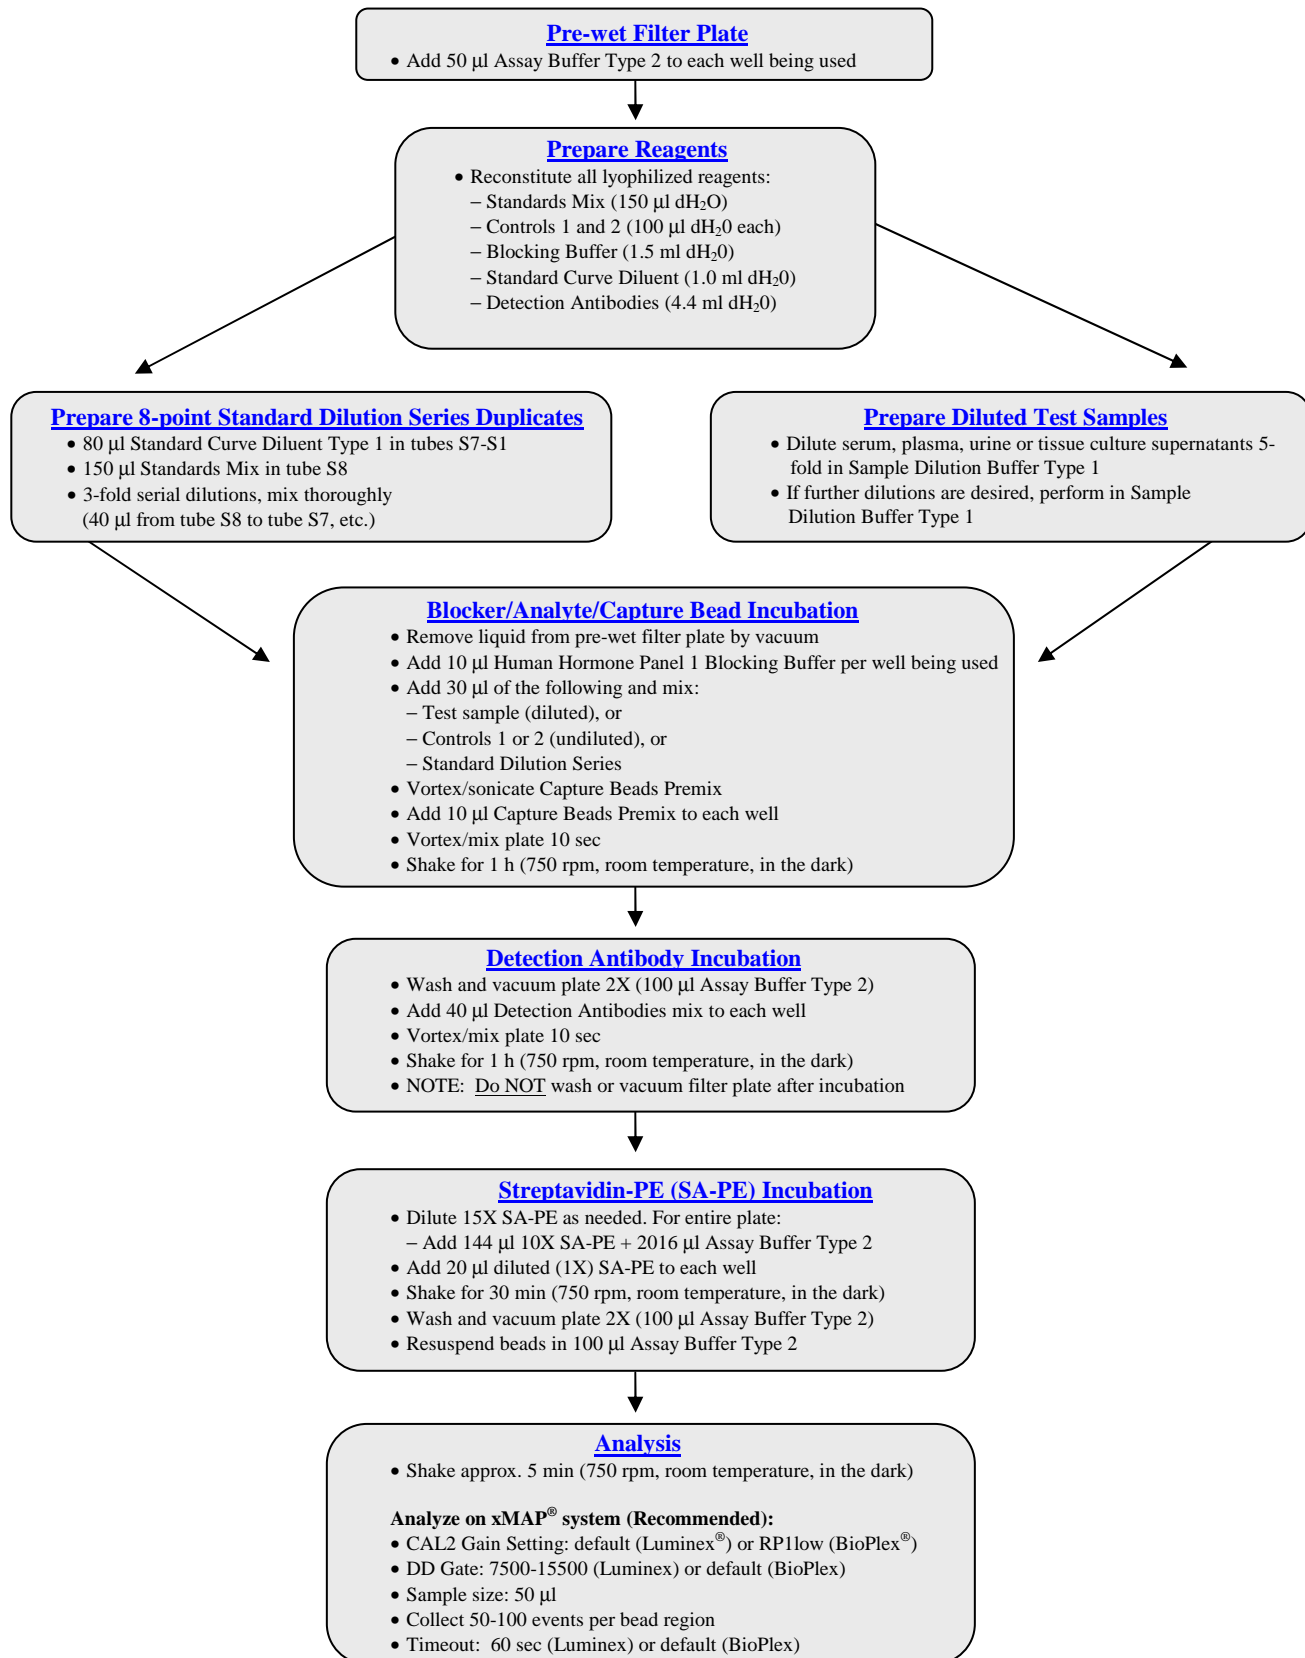 Pre-wet Filter Plate
• Add 50 µl Assay Buffer Type 2 to each well being used
Prepare Reagents
• Reconstitute all lyophilized reagents:
– Standards Mix (150 µl dH₂O)
– Controls 1 and 2 (100 µl dH₂0 each)
– Blocking Buffer (1.5 ml dH₂0)
– Standard Curve Diluent (1.0 ml dH₂0)
– Detection Antibodies (4.4 ml dH₂0)
Prepare 8-point Standard Dilution Series Duplicates
• 80 µl Standard Curve Diluent Type 1 in tubes S7-S1
• 150 µl Standards Mix in tube S8
• 3-fold serial dilutions, mix thoroughly
(40 µl from tube S8 to tube S7, etc.)
Prepare Diluted Test Samples
• Dilute serum, plasma, urine or tissue culture supernatants 5-
fold in Sample Dilution Buffer Type 1
• If further dilutions are desired, perform in Sample
Dilution Buffer Type 1
Blocker/Analyte/Capture Bead Incubation
• Remove liquid from pre-wet filter plate by vacuum
• Add 10 µl Human Hormone Panel 1 Blocking Buffer per well being used
• Add 30 µl of the following and mix:
– Test sample (diluted), or
– Controls 1 or 2 (undiluted), or
– Standard Dilution Series
• Vortex/sonicate Capture Beads Premix
• Add 10 µl Capture Beads Premix to each well
• Vortex/mix plate 10 sec
• Shake for 1 h (750 rpm, room temperature, in the dark)
Detection Antibody Incubation
• Wash and vacuum plate 2X (100 µl Assay Buffer Type 2)
• Add 40 µl Detection Antibodies mix to each well
• Vortex/mix plate 10 sec
• Shake for 1 h (750 rpm, room temperature, in the dark)
• NOTE: Do NOT wash or vacuum filter plate after incubation
Streptavidin-PE (SA-PE) Incubation
• Dilute 15X SA-PE as needed. For entire plate:
– Add 144 µl 10X SA-PE + 2016 µl Assay Buffer Type 2
• Add 20 µl diluted (1X) SA-PE to each well
• Shake for 30 min (750 rpm, room temperature, in the dark)
• Wash and vacuum plate 2X (100 µl Assay Buffer Type 2)
• Resuspend beads in 100 µl Assay Buffer Type 2
Analysis
• Shake approx. 5 min (750 rpm, room temperature, in the dark)
Analyze on xMAP® system (Recommended):
• CAL2 Gain Setting: default (Luminex®) or RP1low (BioPlex®)
• DD Gate: 7500-15500 (Luminex) or default (BioPlex)
• Sample size: 50 µl
• Collect 50-100 events per bead region
• Timeout: 60 sec (Luminex) or default (BioPlex)